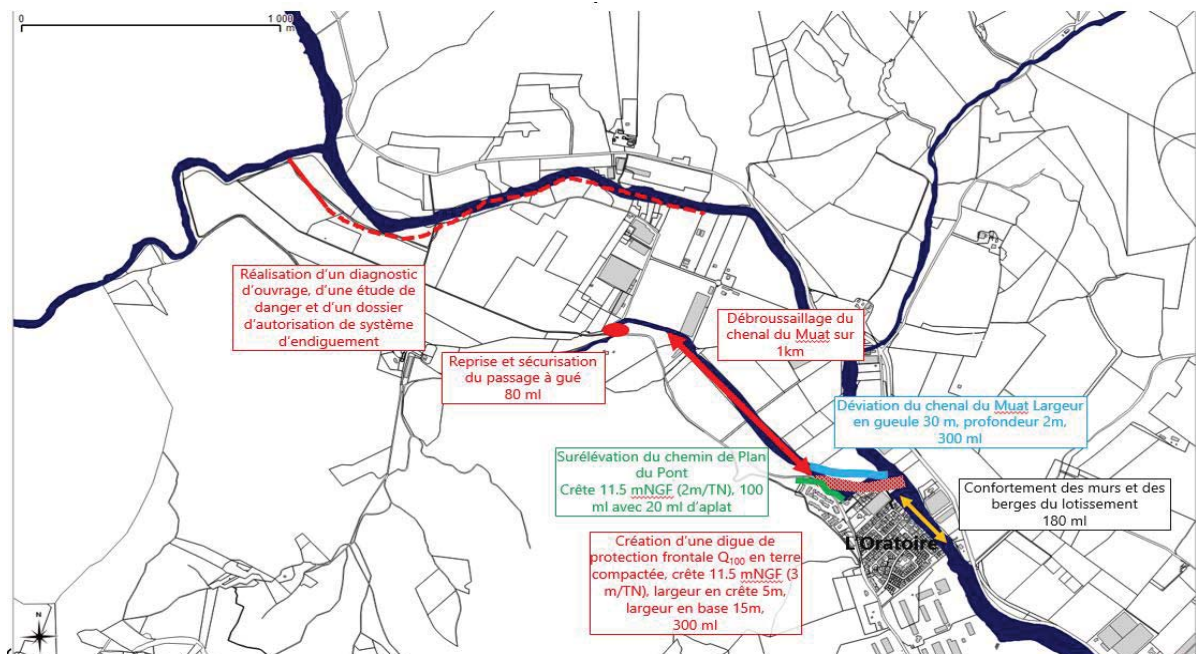 0
1 000
m
Réalisation d'un diagnostic
d'ouvrage, d'une étude de
danger et d'un dossier
d'autorisation de système
d'endiguement
Reprise et sécurisation
du passage à gué
80 ml
Débroussaillage du
chenal du Muat sur
1km
Déviation du chenal du Muat Largeur
en gueule 30 m, profondeur 2m,
300 ml
Surélévation du chemin de Plan
du Pont
Crête 11.5 mNGF (2m/TN), 100
ml avec 20 ml d'aplat
Confortement des murs et des
berges du lotissement
180 ml
L'Oratoire
Création d'une digue de
protection frontale Q100 en terre
compactée, crête 11.5 mNGF (3
m/TN), largeur en crête 5m,
largeur en base 15m,
300 ml
N